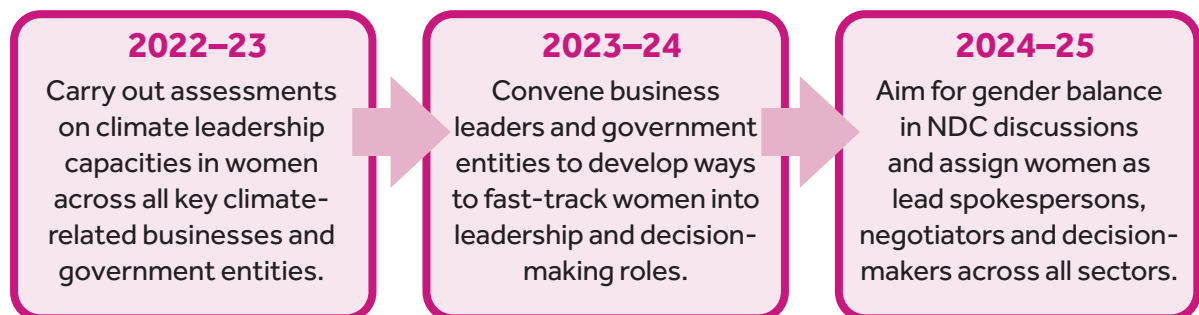 2022–23
Carry out assessments
on climate leadership
capacities in women
across all key climate-
related businesses and
government entities.
2023–24
Convene business
leaders and government
entities to develop ways
to fast-track women into
leadership and decision-
making roles.
2024–25
Aim for gender balance
in NDC discussions
and assign women as
lead spokespersons,
negotiators and decision-
makers across all sectors.